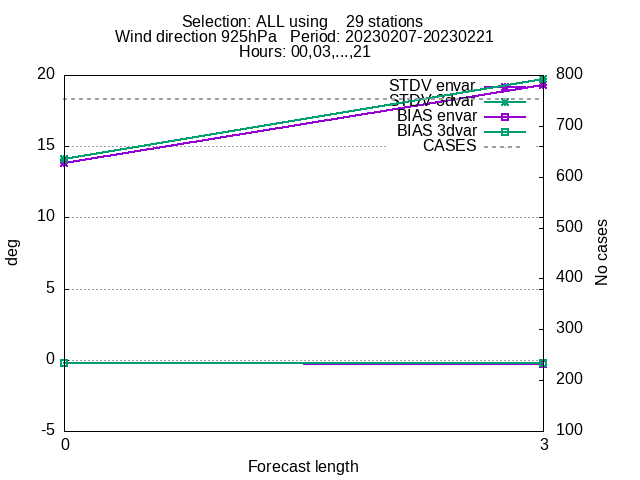 Selection: ALL using    29 stations
Wind direction 925hPa   Period: 20230207-20230221
Hours: 00,03,...,21
20
15
10
5
0
-5
deg
STDV envar
STDV 3dvar
BIAS envar
BIAS 3dvar
CASES
800
700
600
500
400
300
200
100
No cases
0
3
Forecast length